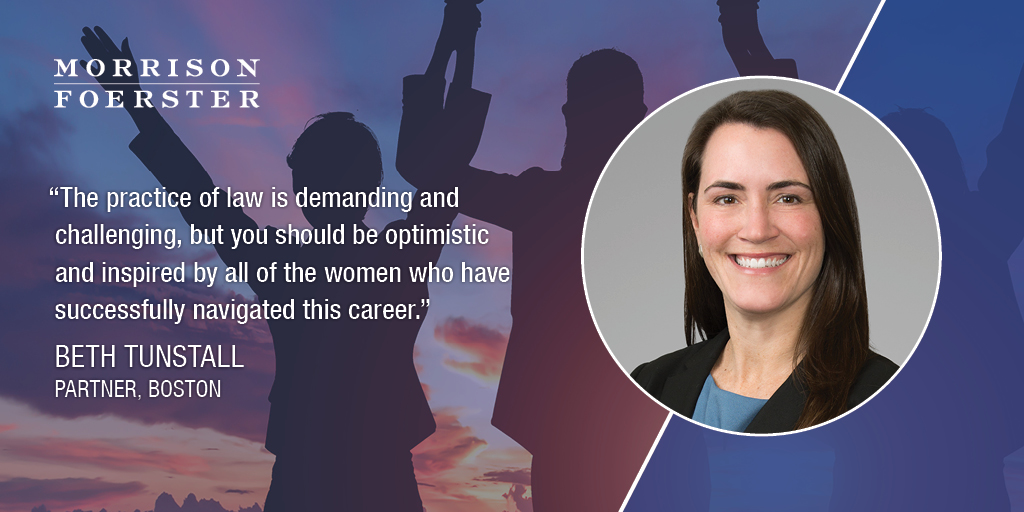 MORRISON
FOERSTER
“The practice of law is demanding and
challenging, but you should be optimistic
and inspired by all of the women who have
successfully navigated this career.”
BETH TUNSTALL
PARTNER, BOSTON